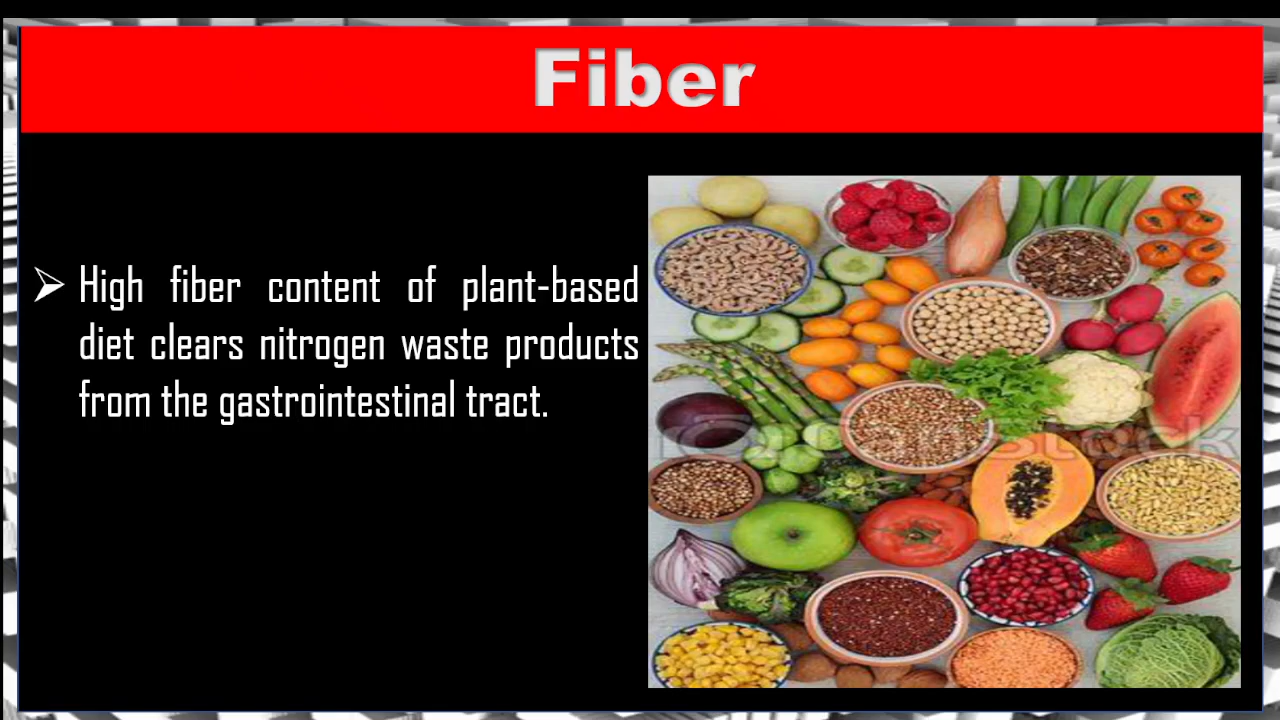 Fiber
High fiber content of plant-based
diet clears nitrogen waste products
from the gastrointestinal tract.